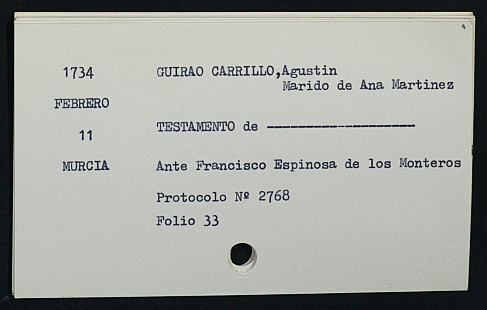 1734
GUIRAO CARRILLO,Agustin
Marido de Ana Martinez
FEBRERO
11
TESTAMENTO de -------------------
MURCIA
Ante Francisco Espinosa de los Monteros
Protocolo Nº 2768
Folio 33